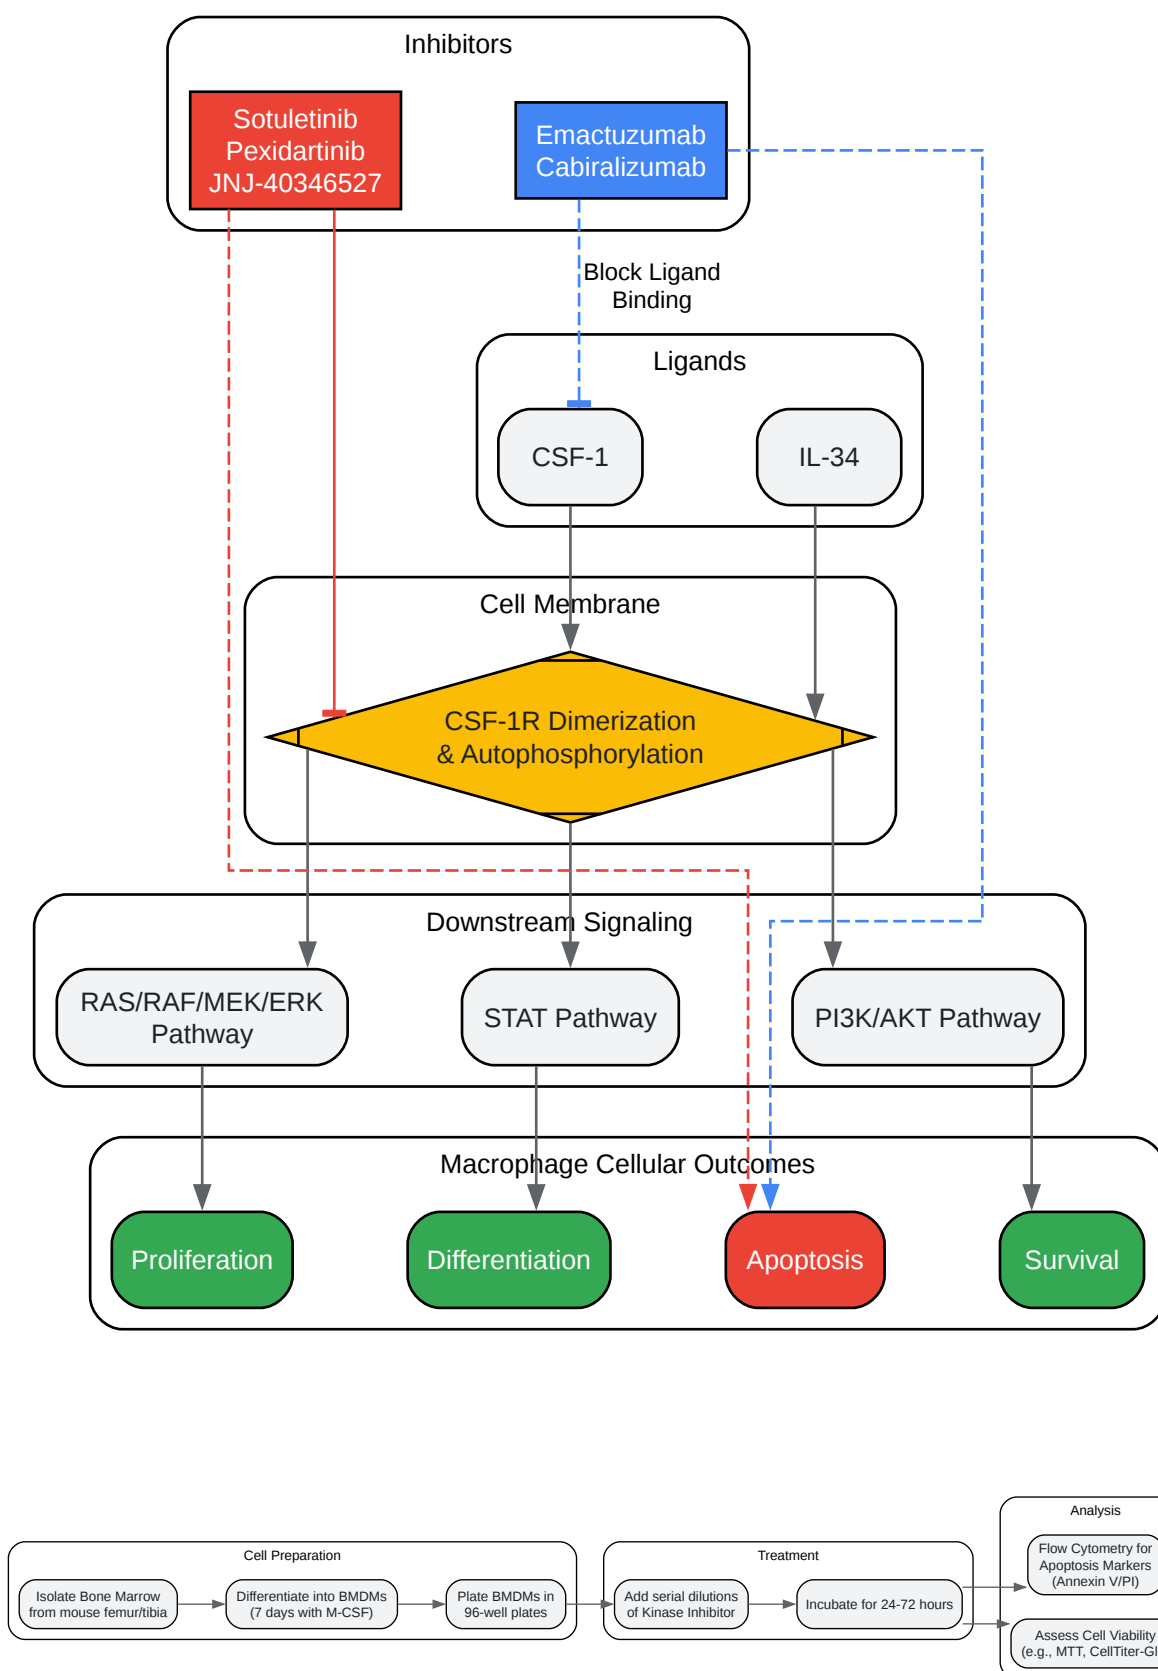 Inhibitors
Sotuletinib
Pexidartinib
JNJ-40346527
Emactuzumab
Cabiralizumab
Block Ligand
Binding
Ligands
CSF-1
IL-34
Cell Membrane
CSF-1R Dimerization
& Autophosphorylation
Downstream Signaling
RAS/RAF/MEK/ERK
Pathway
STAT Pathway
PI3K/AKT Pathway
Macrophage Cellular Outcomes
Proliferation
Differentiation
Apoptosis
Survival
Cell Preparation
Isolate Bone Marrow
from mouse femur/tibia
Differentiate into BMDMs
(7 days with M-CSF)
Plate BMDMs in
96-well plates
Treatment
Add serial dilutions
of Kinase Inhibitor
Incubate for 24-72 hours
Analysis
Flow Cytometry for
Apoptosis Markers
(Annexin V/PI)
Assess Cell Viability
(e.g., MTT,